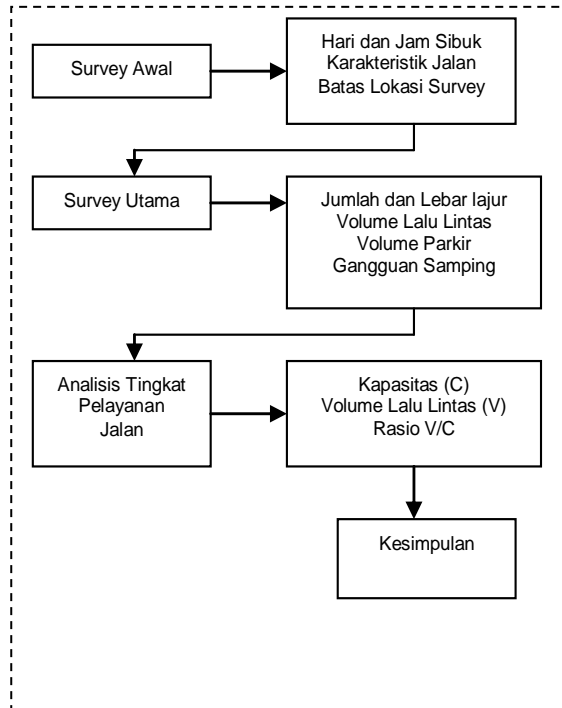 Survey Awal
Hari dan Jam Sibuk
Karakteristik Jalan
Batas Lokasi Survey
Survey Utama
Jumlah dan Lebar lajur
Volume Lalu Lintas
Volume Parkir
Gangguan Samping
Analisis Tingkat
Pelayanan
Jalan
Kapasitas (C)
Volume Lalu Lintas (V)
Rasio V/C
Kesimpulan